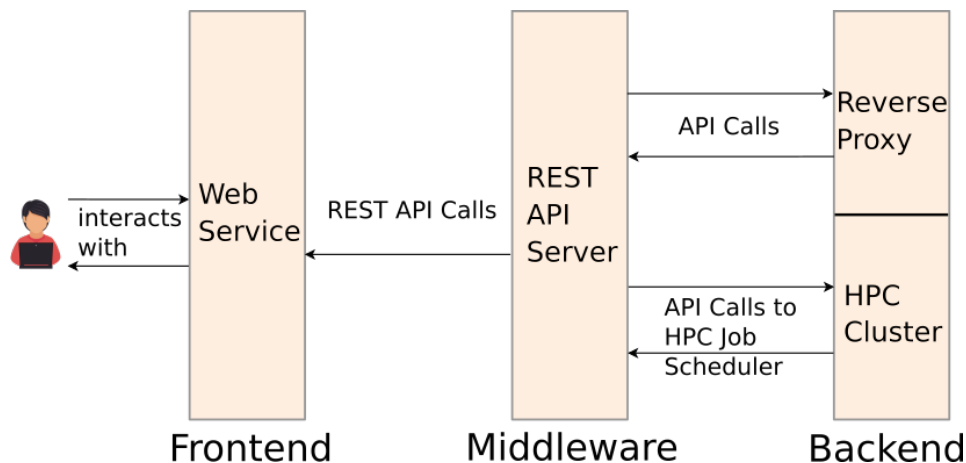 interacts
with
Web
Service
REST API Calls
REST
API
Server
API Calls
API Calls to
HPC Job
Scheduler
Reverse
Proxy
HPC
Cluster
Frontend
Middleware
Backend